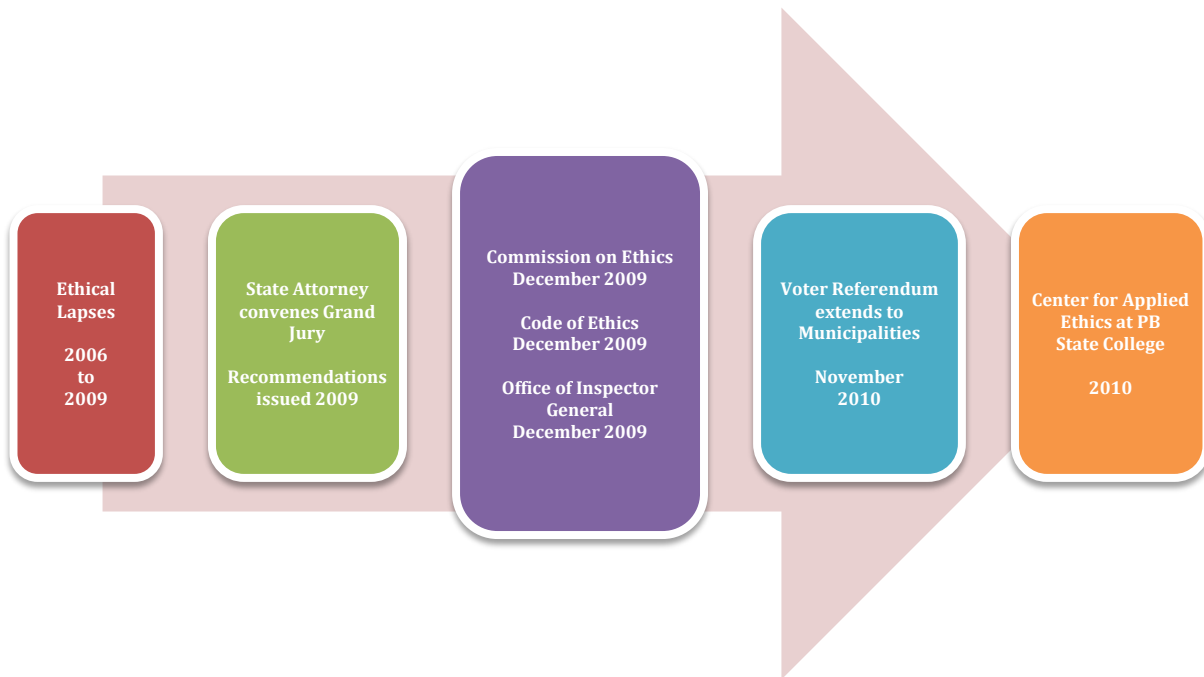 Ethical
Lapses
2006
to
2009
State Attorney
convenes Grand
Jury
Recommendations
issued 2009
Commission on Ethics
December 2009
Code of Ethics
December 2009
Office of Inspector
General
December 2009
Voter Referendum
extends to
Municipalities
November
2010
Center for Applied
Ethics at PB
State College
2010